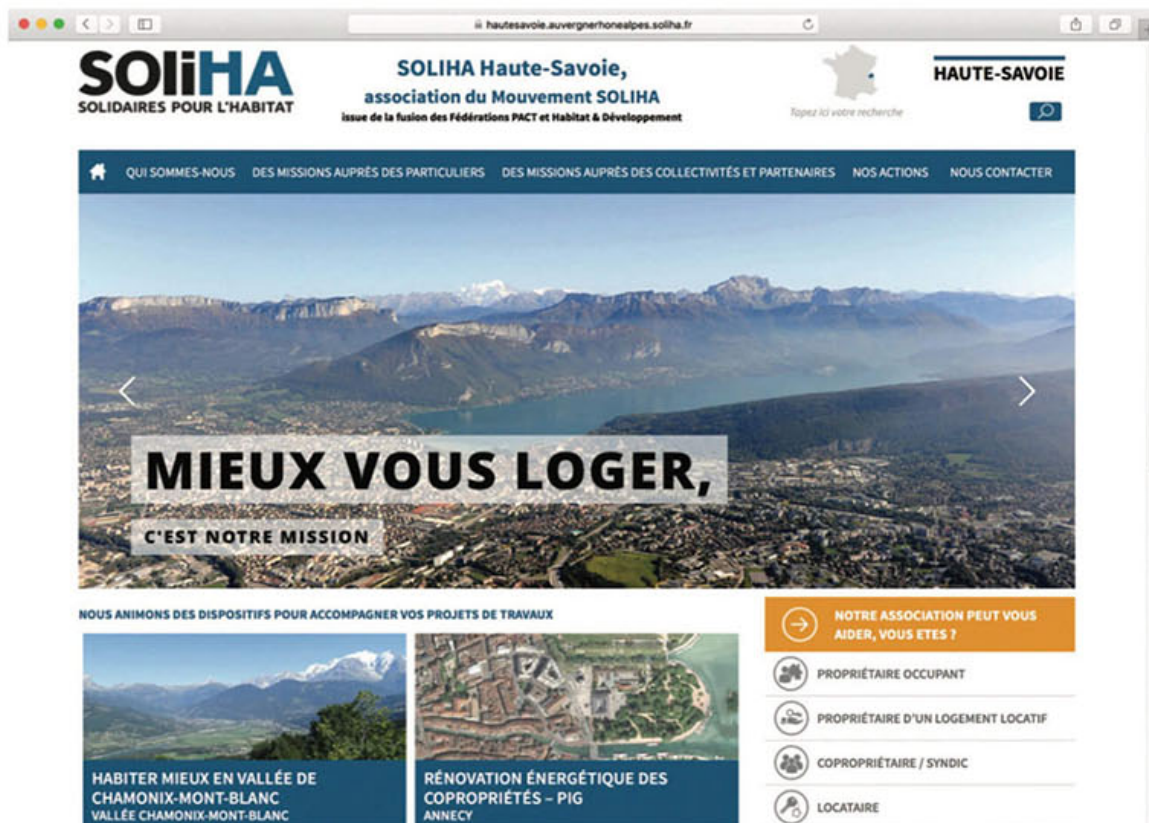 hautesavoie.auvergnerhonealpes.soliha.fr
SOliHA
SOLIDAIRES POUR L'HABITAT
SOLIHA Haute-Savoie,
association du Mouvement SOLIHA
issue de la fusion des Fédérations PACT et Habitat & Développement
Tapez ici votre recherche
HAUTE-SAVOIE
QUI SOMMES-NOUS DES MISSIONS AUPRÈS DES PARTICULIERS DES MISSIONS AUPRÈS DES COLLECTIVITÉS ET PARTENAIRES NOS ACTIONS NOUS CONTACTER
MIEUX VOUS LOGER,
C'EST NOTRE MISSION
NOUS ANIMONS DES DISPOSITIFS POUR ACCOMPAGNER VOS PROJETS DE TRAVAUX
HABITER MIEUX EN VALLÉE DE
CHAMONIX-MONT-BLANC
VALLÉE CHAMONIX-MONT-BLANC
RÉNOVATION ÉNERGÉTIQUE DES
COPROPRIÉTÉS – PIG
ANNECY
NOTRE ASSOCIATION PEUT VOUS
AIDER, VOUS ETES ?
PROPRIÉTAIRE OCCUPANT
PROPRIÉTAIRE D'UN LOGEMENT LOCATIF
COPROPRIÉTAIRE / SYNDIC
LOCATAIRE